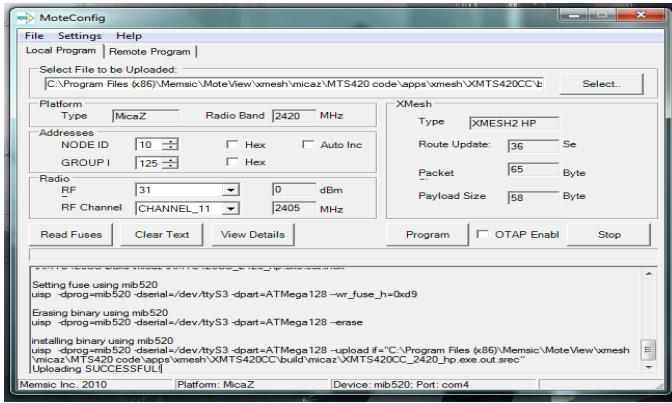 MoteConfig
File Settings Help
Local Program Remote Program
Select File to be Uploaded:
C:\Program Files (x86)\Memsic\MoteView\xmesh\micaz\MTS420 code\apps\xmesh\XMTS420CC\b Select..
Platform
Type MicaZ Radio Band 2420 MHz
Addresses
NODE ID 10 Hex Auto Inc
GROUP I 125 Hex
Radio
RF 31 0 dBm
RF Channel CHANNEL_11 2405 MHz
XMesh
Type XMESH2 HP
Route Update: 36 Se
Packet 65 Byte
Payload Size 58 Byte
Read Fuses Clear Text View Details Program OTAP Enabl Stop
Setting fuse using mib520
uisp -dprog=mib520 -dserial=/dev/ttyS3 -dpart=ATMega128 --wr_fuse_h=0xd9
Erasing binary using mib520
uisp -dprog=mib520 -dserial=/dev/ttyS3 -dpart=ATMega128 --erase
installing binary using mib520
uisp -dprog=mib520 -dserial=/dev/ttyS3 -dpart=ATMega128 --upload if="C:\Program Files (x86)\Memsic\MoteView\xmesh
\micaz\MTS420 code\apps\xmesh\XMTS420CC\build\micaz\XMTS420CC_2420_hp.exe.out.srec"
Uploading SUCCESSFUL!
Memsic Inc. 2010 Platform: MicaZ Device: mib520; Port: com4